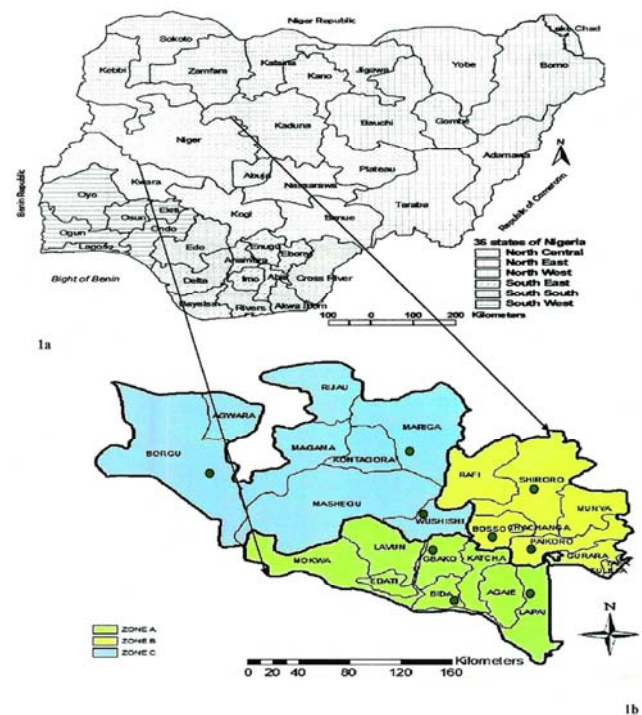 1a
Niger Republic
Lake Chad
Sokoto
Katsina
Kebbi
Zamfara
Kano
Jigawa
Yobe
Borno
Kaduna
Bauchi
Gombe
Niger
Adamawa
N
Abuja
Plateau
Benin Republic
Kwara
Nassarawa
Taraba
Republic of Cameroon
Oyo
Ekiti
Kogi
Benue
Osun
Ogun
Ondo
Lagos
Edo
Enugu
Ebonyi
Anambra
Cross River
Bight of Benin
Delta
Imo
Abia
Bayelsa
Rivers
Akwa Ibom
36 states of Nigeria
North Central
North East
North West
South East
South South
South West
100 0 100 200
Kilometers
1a
RIJAU
AGWARA
MARIGA
BORGU
MAGAMA
KONTAGORA
RAFI
SHIRORO
MASHEGU
MUNYA
WUSHISHI
BOSSO
PAIKORO
LAVUN
GBAKO
KATCHA
GURARA
MOKWA
EDATI
BIDA
AGAIE
LAPAI
N
ZONE A
ZONE B
ZONE C
0 20 40 80 120 160
Kilometers
1b